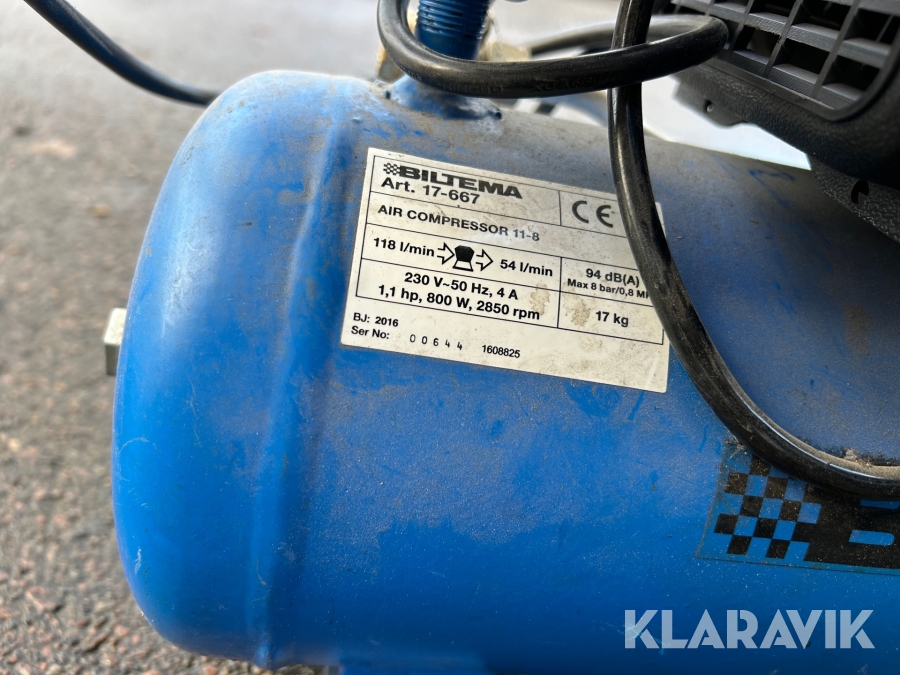 BILTEMA
Art. 17-667
CE
AIR COMPRESSOR 11-8
118 l/min 54 l/min
94 dB(A)
Max 8 bar/0,8
230 V~50 Hz, 4 A
1,1 hp, 800 W, 2850 rpm
17 kg
BJ: 2016
Ser No: 00644 1608825
KLARAVIK